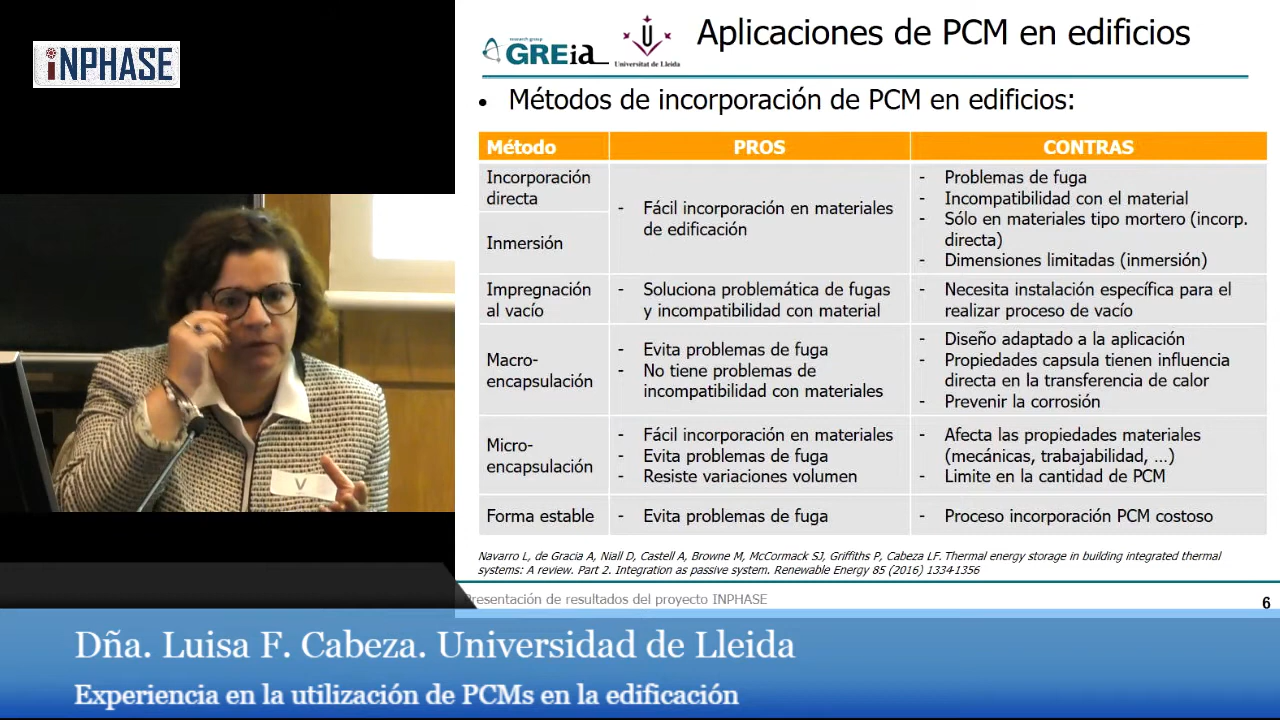 iNPHASE
research group
GREiA
Universitat de Lleida
Aplicaciones de PCM en edificios
• Métodos de incorporación de PCM en edificios:
Método PROS CONTRAS
Incorporación directa
Inmersión
- Fácil incorporación en materiales
de edificación
- Problemas de fuga
- Incompatibilidad con el material
- Sólo en materiales tipo mortero (incorp.
directa)
- Dimensiones limitadas (inmersión)
Impregnación
al vacío
- Soluciona problemática de fugas
y incompatibilidad con material
- Necesita instalación específica para el
realizar proceso de vacío
Macro-
encapsulación
- Evita problemas de fuga
- No tiene problemas de
incompatibilidad con materiales
- Diseño adaptado a la aplicación
- Propiedades capsula tienen influencia
directa en la transferencia de calor
- Prevenir la corrosión
Micro-
encapsulación
- Fácil incorporación en materiales
- Evita problemas de fuga
- Resiste variaciones volumen
- Afecta las propiedades materiales
(mecánicas, trabajabilidad, ...)
- Limite en la cantidad de PCM
Forma estable
- Evita problemas de fuga
- Proceso incorporación PCM costoso
Navarro L, de Gracia A, Niall D, Castell A, Browne M, McCormack SJ, Griffiths P, Cabeza LF. Thermal energy storage in building integrated thermal
systems: A review. Part 2. Integration as passive system. Renewable Energy 85 (2016) 1334-1356
Presentación de resultados del proyecto INPHASE
6
Dña. Luisa F. Cabeza. Universidad de Lleida
Experiencia en la utilización de PCMs en la edificación